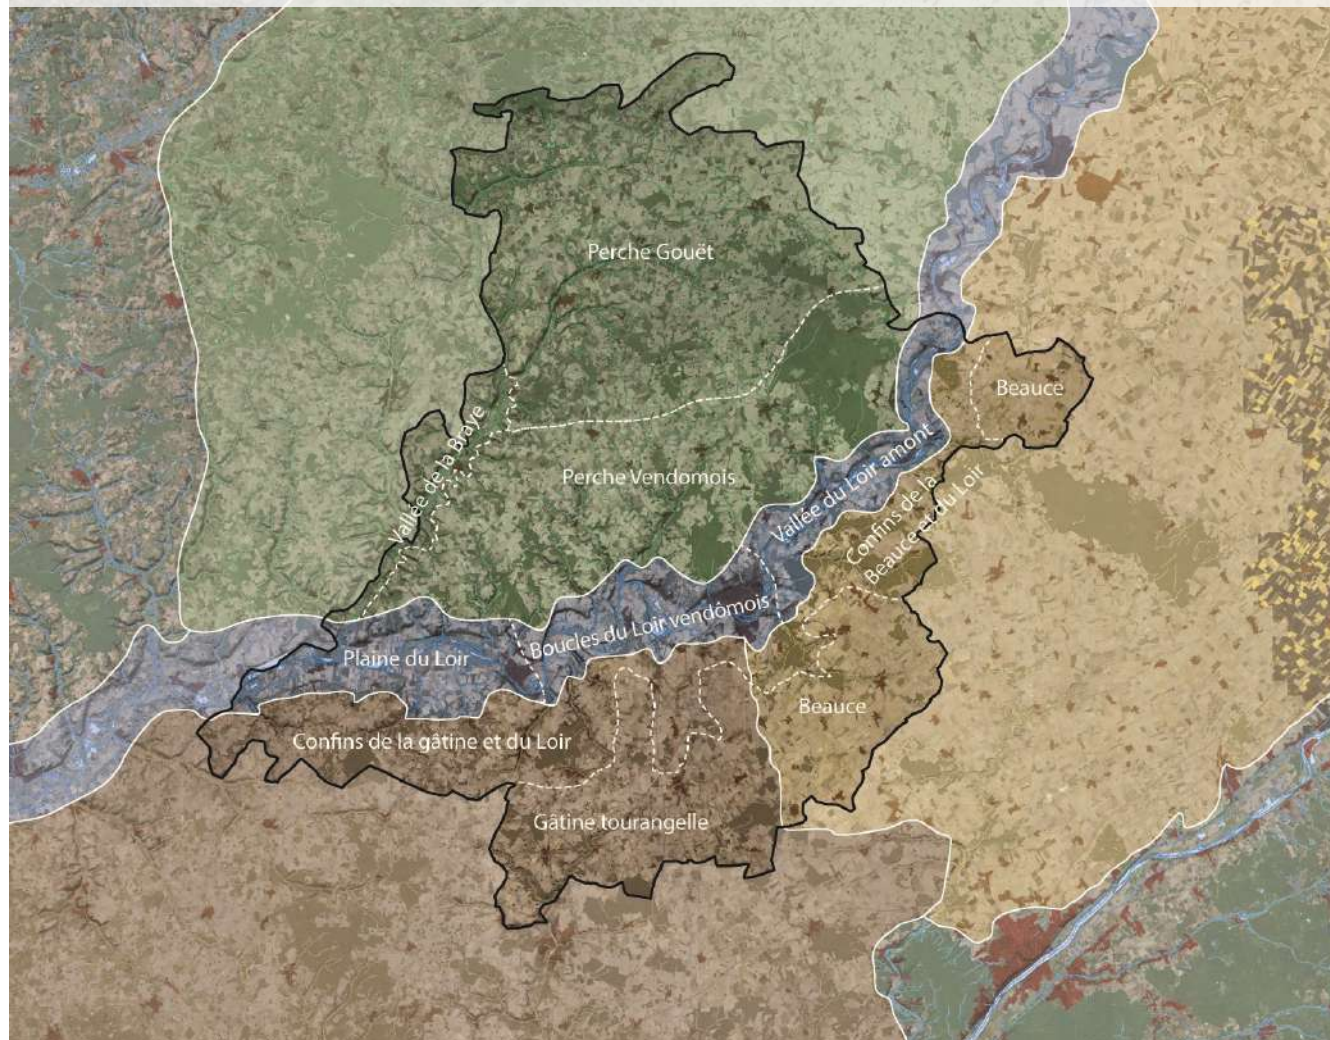 Perche Gouët
Beauce
Vallée de la Braye
Perche Vendomois
Vallée du Loir amont
Confins de la
Beauce et du Loir
Boucles du Loir vendômois
Plaine du Loir
Beauce
Confins de la gâtine et du Loir
Gâtine tourangelle